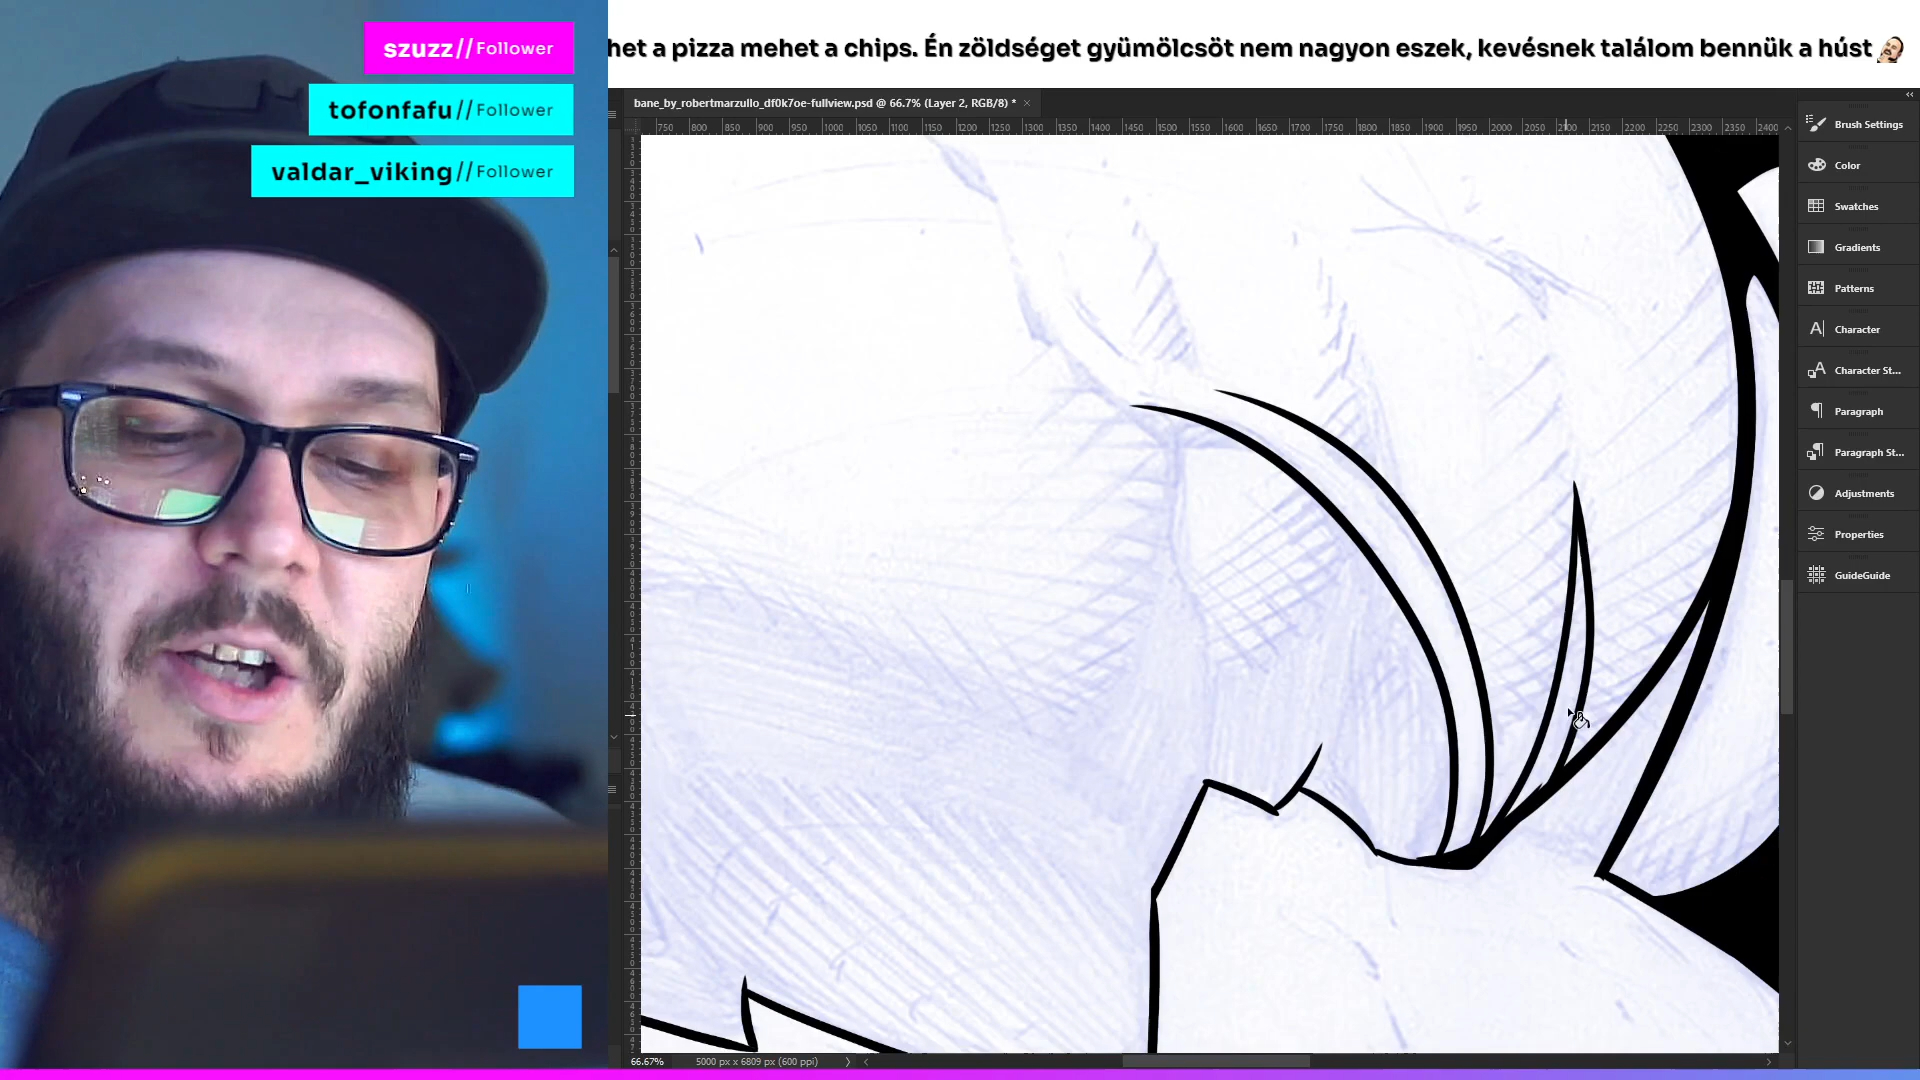 szuzz//Follower
tofonfafu//Follower
valdar_viking//Follower
het a pizza mehet a chips. Én zöldséget gyümölcsöt nem nagyon eszek, kevésnek találom bennük a húst
bane_by_robertmarzullo_df0k7oe-fullview.psd @ 66.7% (Layer 2, RGB/8) *
750 800 850 900 950 1000 1050 1100 1150 1200 1250 1300 1350 1400 1450 1500 1550 1600 1650 1700 1750 1800 1850 1900 1950 2000 2050 2100 2150 2200 2250 2300 2350 2400
Brush Settings
Color
Swatches
Gradients
Patterns
Character
Character St...
Paragraph
Paragraph St...
Adjustments
Properties
GuideGuide
66.67% 5000 px x 6809 px (600 ppi)